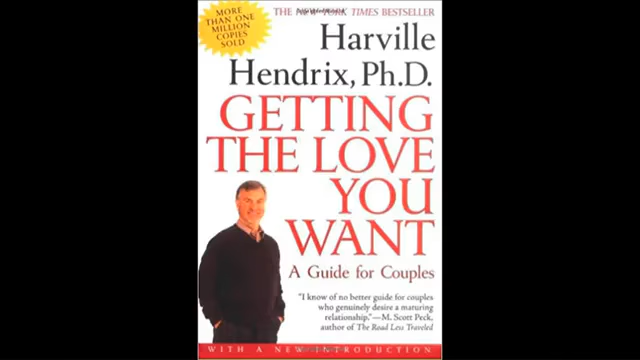 MORE
THAN ONE
MILLION
COPIES
SOLD
THE NEW YORK TIMES BESTSELLER
Harville
Hendrix, Ph.D.
GETTING
THE LOVE
YOU
WANT
A Guide for Couples
"I know of no better guide for couples
who genuinely desire a maturing
relationship."—M. Scott Peck,
author of The Road Less Traveled
WITH A NEW INTRODUCTION